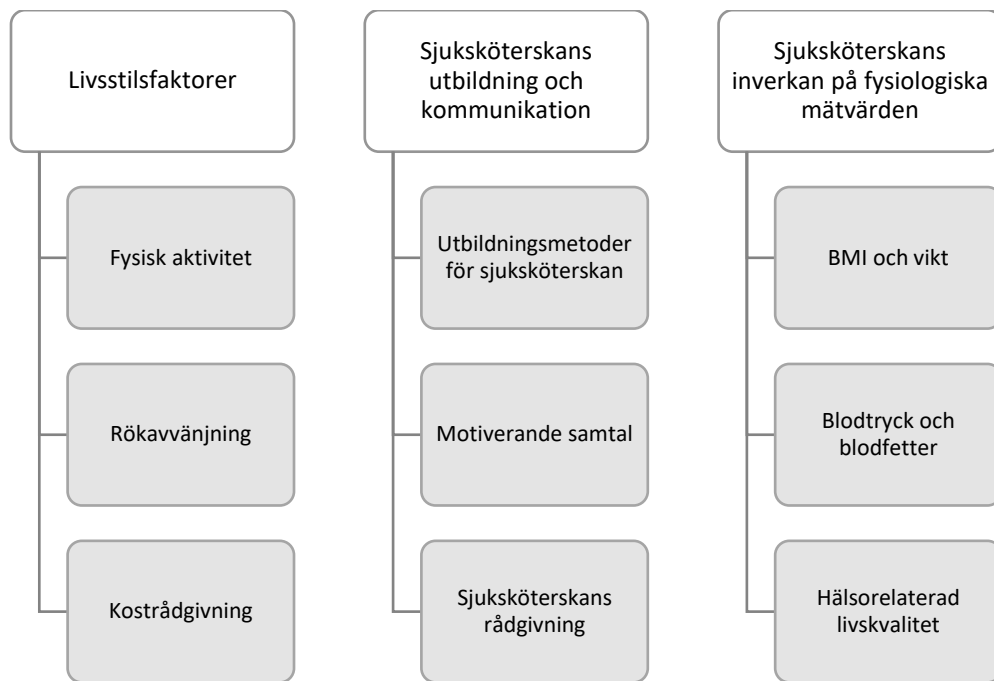 Livsstilsfaktorer
Fysisk aktivitet
Rökavvänjning
Kostrådgivning
Sjuksköterskans
utbildning och
kommunikation
Utbildningsmetoder
för sjuksköterskan
Motiverande samtal
Sjuksköterskans
rådgivning
Sjuksköterskans
inverkan på fysiologiska
mätvärden
BMI och vikt
Blodtryck och
blodfetter
Hälsorelaterad
livskvalitet